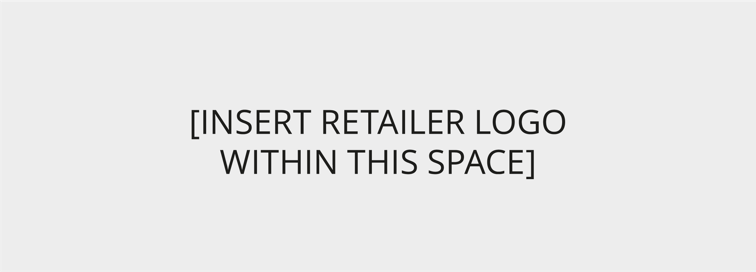 [INSERT RETAILER LOGO
WITHIN THIS SPACE]